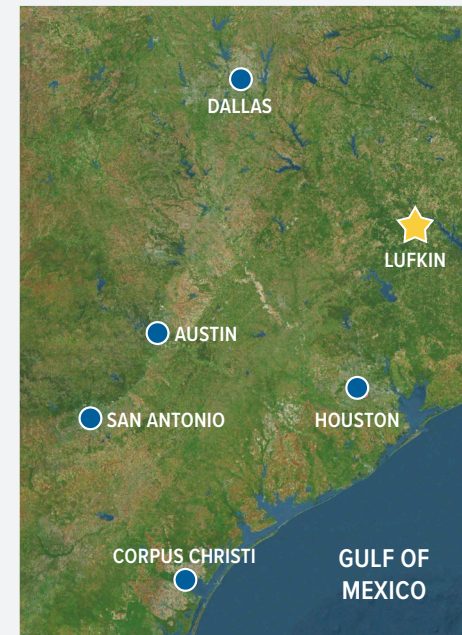 DALLAS
LUFKIN
AUSTIN
SAN ANTONIO
HOUSTON
CORPUS CHRISTI
GULF OF
MEXICO